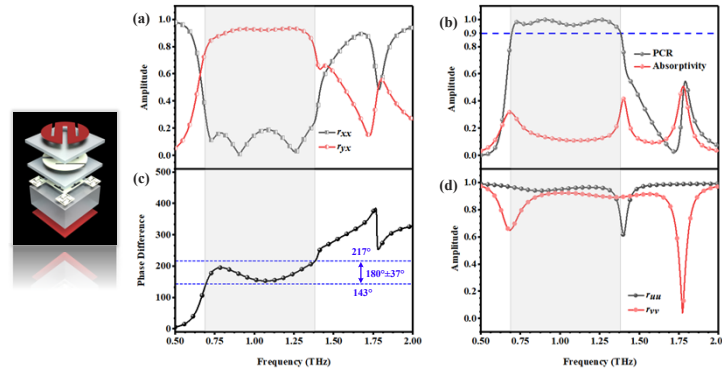 (a)
1.0
0.8
0.6
0.4
0.2
0.0
Amplitude
rxx
ryx
(b)
1.0
0.9
0.8
0.6
0.4
0.2
0.0
Amplitude
PCR
Absorptivity
(c)
500
400
300
200
100
0
Phase Difference
217°
180°±37°
143°
0.50 0.75 1.00 1.25 1.50 1.75 2.00
Frequency (THz)
(d)
1.0
0.8
0.6
0.4
0.2
0.0
Amplitude
ruu
rvv
0.50 0.75 1.00 1.25 1.50 1.75 2.0
Frequency (THz)